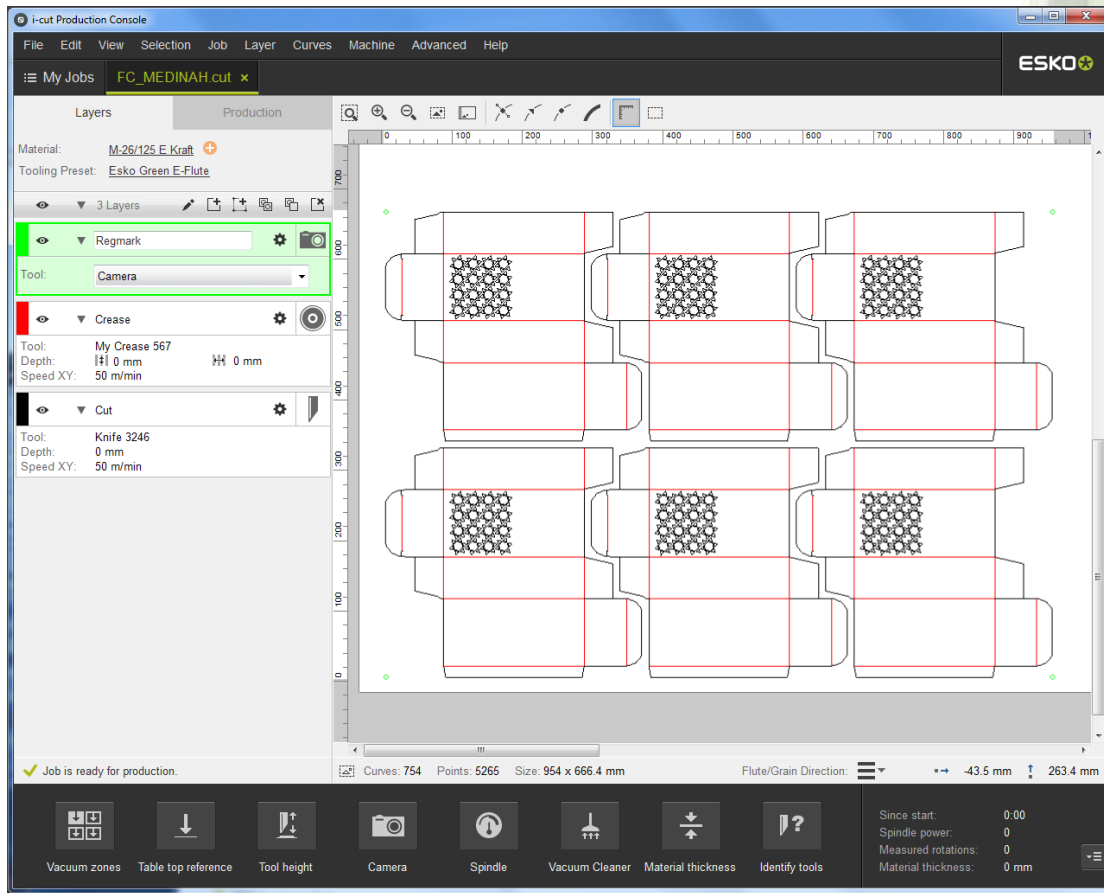 i-cut Production Console
File Edit View Selection Job Layer Curves Machine Advanced Help
ESKO
My Jobs FC_MEDINAH.cut ×
Layers Production
Material: M-26/125 E Kraft
Tooling Preset: Esko Green E-Flute
3 Layers
Regmark
Tool: Camera
Crease
Tool: My Crease 567
Depth: 0 mm 0 mm
Speed XY: 50 m/min
Cut
Tool: Knife 3246
Depth: 0 mm
Speed XY: 50 m/min
0 100 200 300 400 500 600 700 800 900 1
700
600
500
400
300
200
100
0
Job is ready for production.
Curves: 754 Points: 5265 Size: 954 x 666.4 mm Flute/Grain Direction: -43.5 mm 263.4 mm
Vacuum zones Table top reference Tool height Camera Spindle Vacuum Cleaner Material thickness Identify tools
Since start: 0:00
Spindle power: 0
Measured rotations: 0
Material thickness: 0 mm